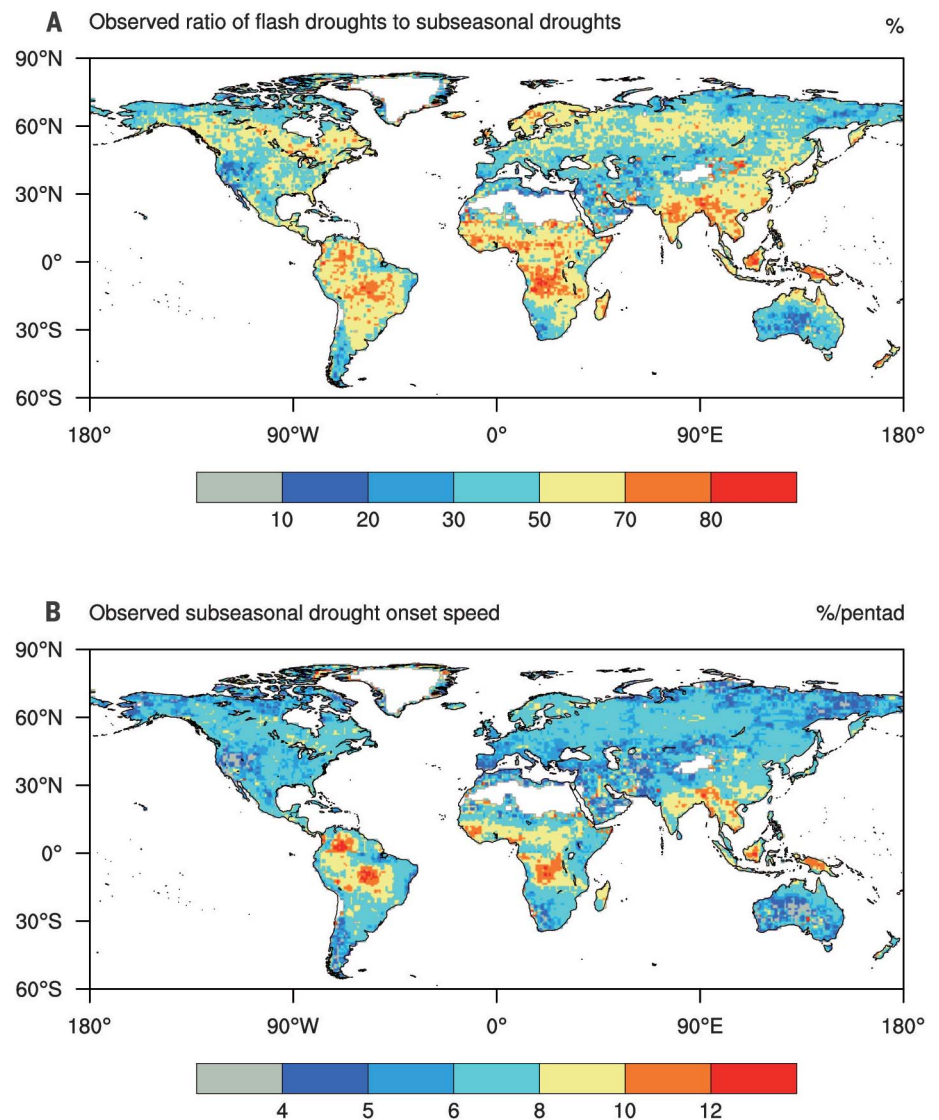 A Observed ratio of flash droughts to subseasonal droughts %
90°N
60°N
30°N
0°
30°S
60°S
180° 90°W 0° 90°E 180°
10 20 30 50 70 80
B Observed subseasonal drought onset speed %/pentad
90°N
60°N
30°N
0°
30°S
60°S
180° 90°W 0° 90°E 180°
4 5 6 8 10 12